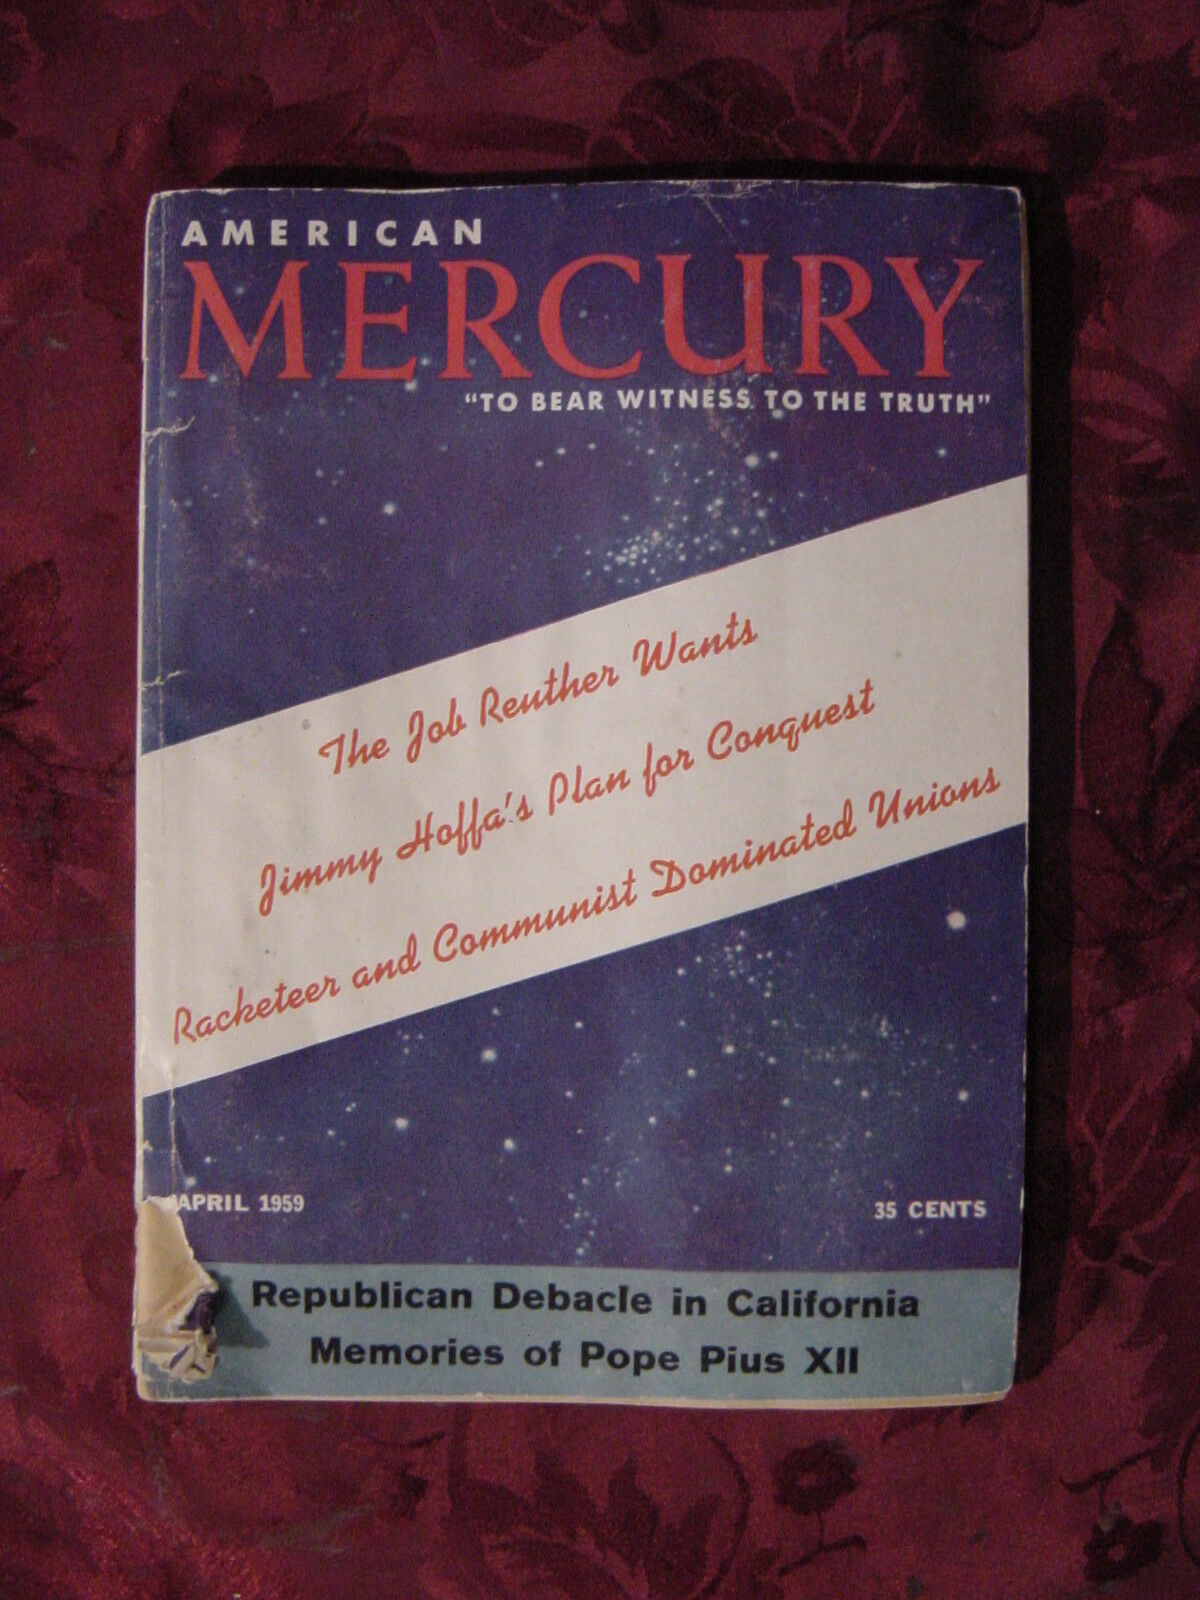 AMERICAN
MERCURY
"TO BEAR WITNESS TO THE TRUTH"
The Job Reuther Wants
Jimmy Hoffa's Plan for Conquest
Racketeer and Communist Dominated Unions
APRIL 1959
35 CENTS
Republican Debacle in California
Memories of Pope Pius XII